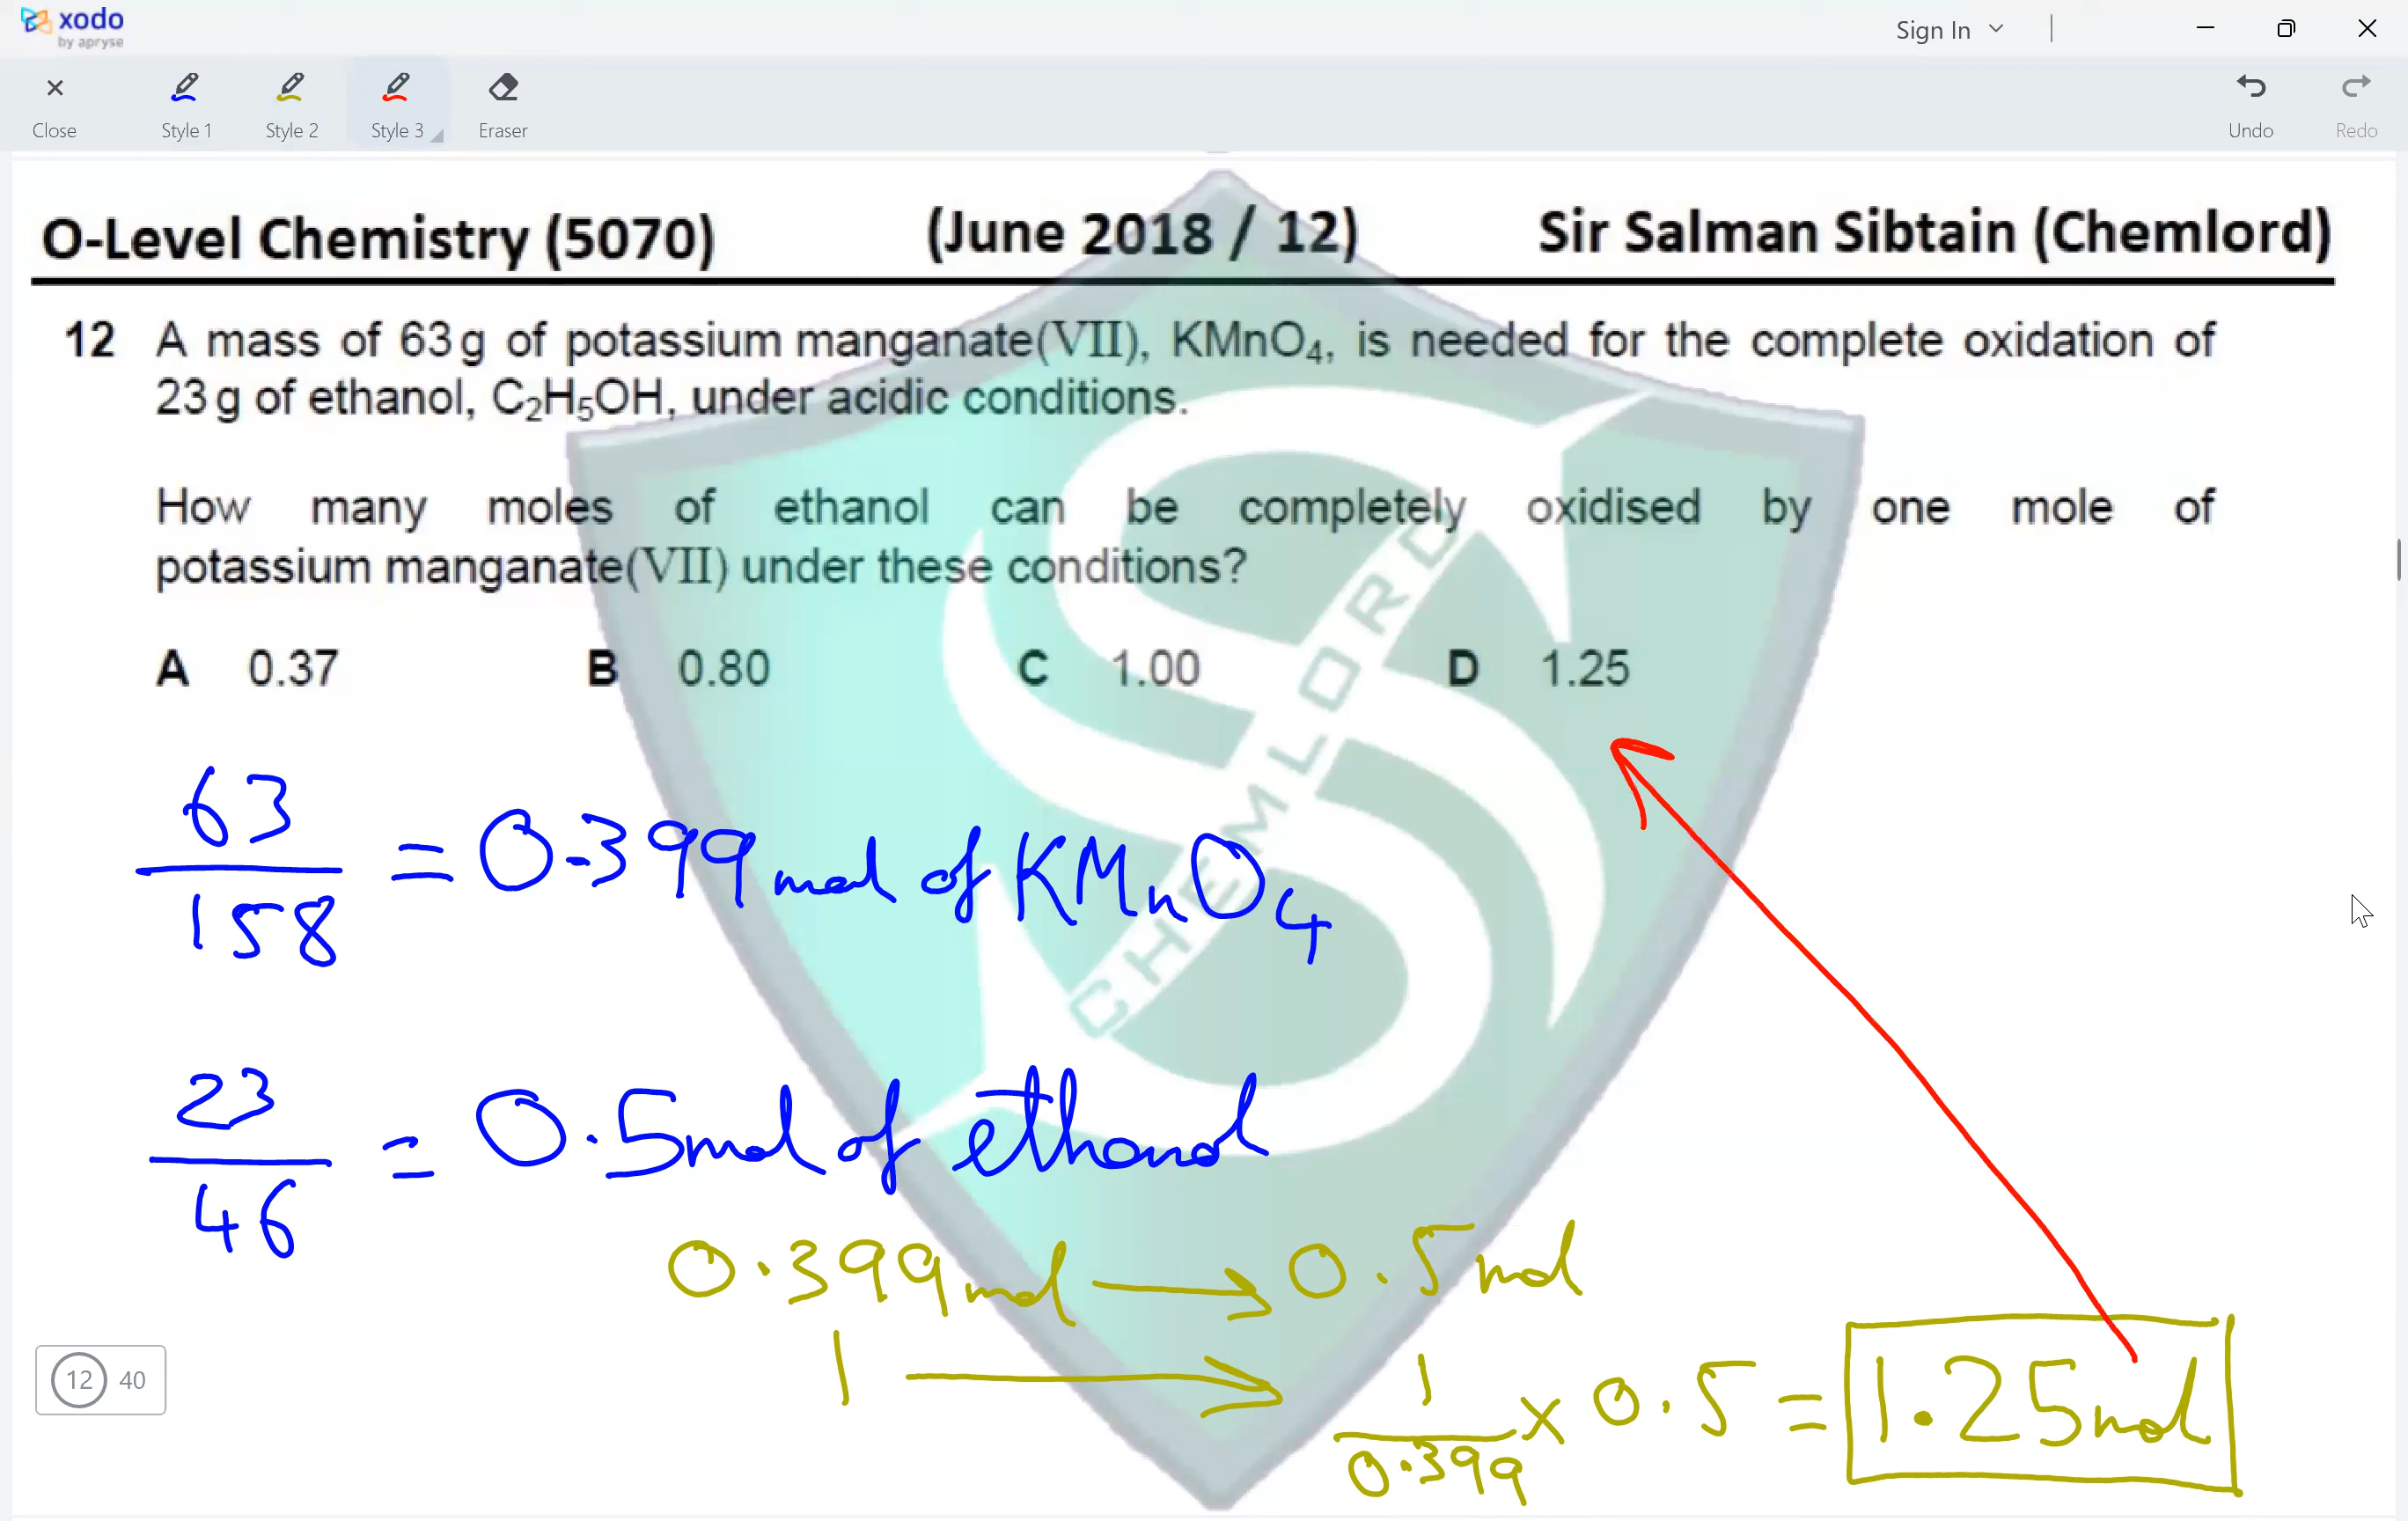 xodo
by apryse
Sign In
Close
Style 1
Style 2
Style 3
Eraser
Undo
Redo
O-Level Chemistry (5070) (June 2018 / 12) Sir Salman Sibtain (Chemlord)
12 A mass of 63 g of potassium manganate(VII), KMnO₄, is needed for the complete oxidation of
23 g of ethanol, C₂H₅OH, under acidic conditions.
How many moles of ethanol can be completely oxidised by one mole of
potassium manganate(VII) under these conditions?
A 0.37 B 0.80 C 1.00 D 1.25
CHEMLORD
63/158 = 0.399 mol of KMnO₄
23/46 = 0.5 mol of ethanol
0.399 mol → 0.5 mol
1 → 1/0.399 × 0.5 = 1.25 mol
12 40